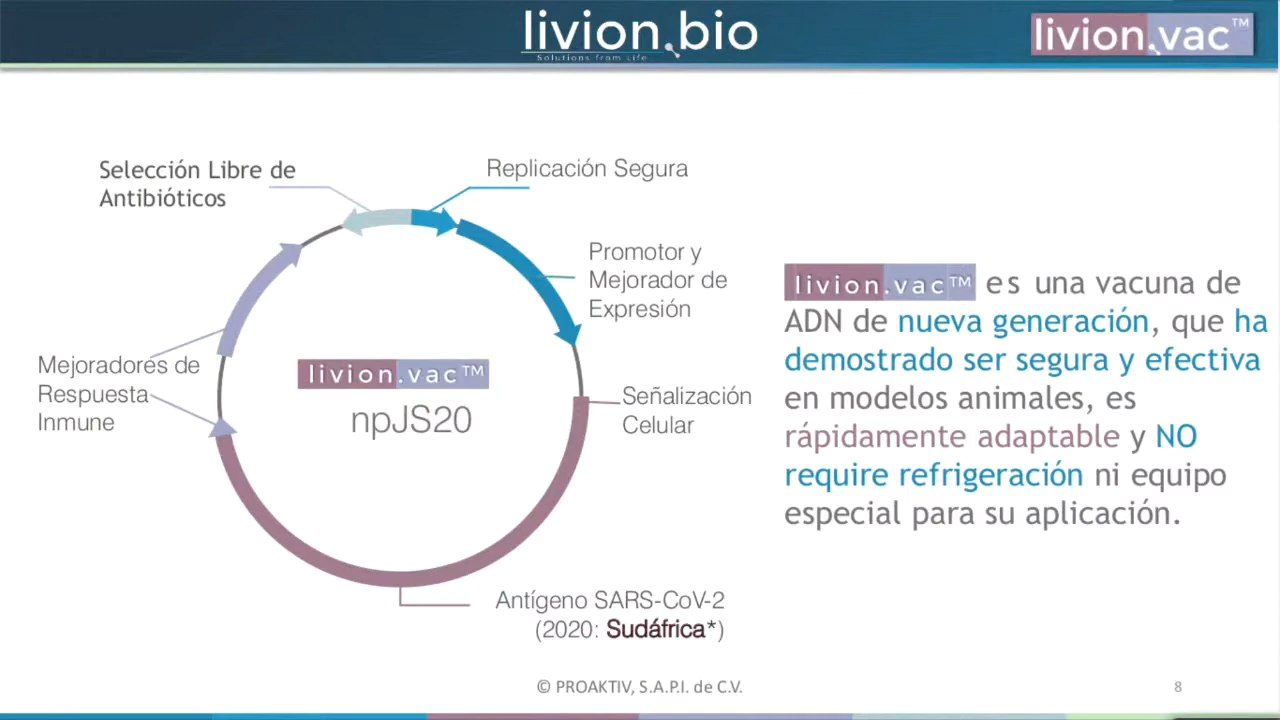 livion.bio
Solutions from Life
livion.vac™
Selección Libre de
Antibióticos
Replicación Segura
Promotor y
Mejorador de
Expresión
Mejoradores de
Respuesta
Inmune
livion.vac™
npJS20
Señalización
Celular
Antígeno SARS-CoV-2
(2020: Sudáfrica*)
livion.vac™ es una vacuna de
ADN de nueva generación, que ha
demostrado ser segura y efectiva
en modelos animales, es
rápidamente adaptable y NO
require refrigeración ni equipo
especial para su aplicación.
© PROAKTIV, S.A.P.I. de C.V.
8